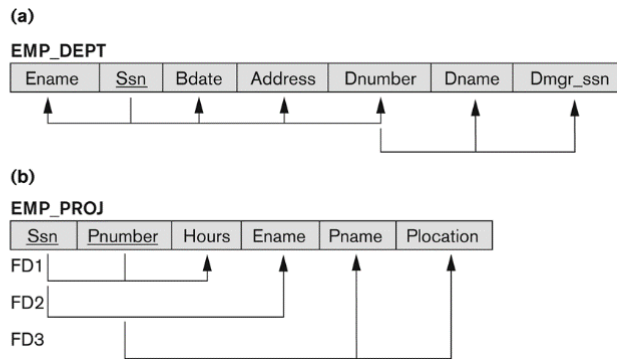 (a)
EMP_DEPT
Ename Ssn Bdate Address Dnumber Dname Dmgr_ssn
(b)
EMP_PROJ
Ssn Pnumber Hours Ename Pname Plocation
FD1
FD2
FD3